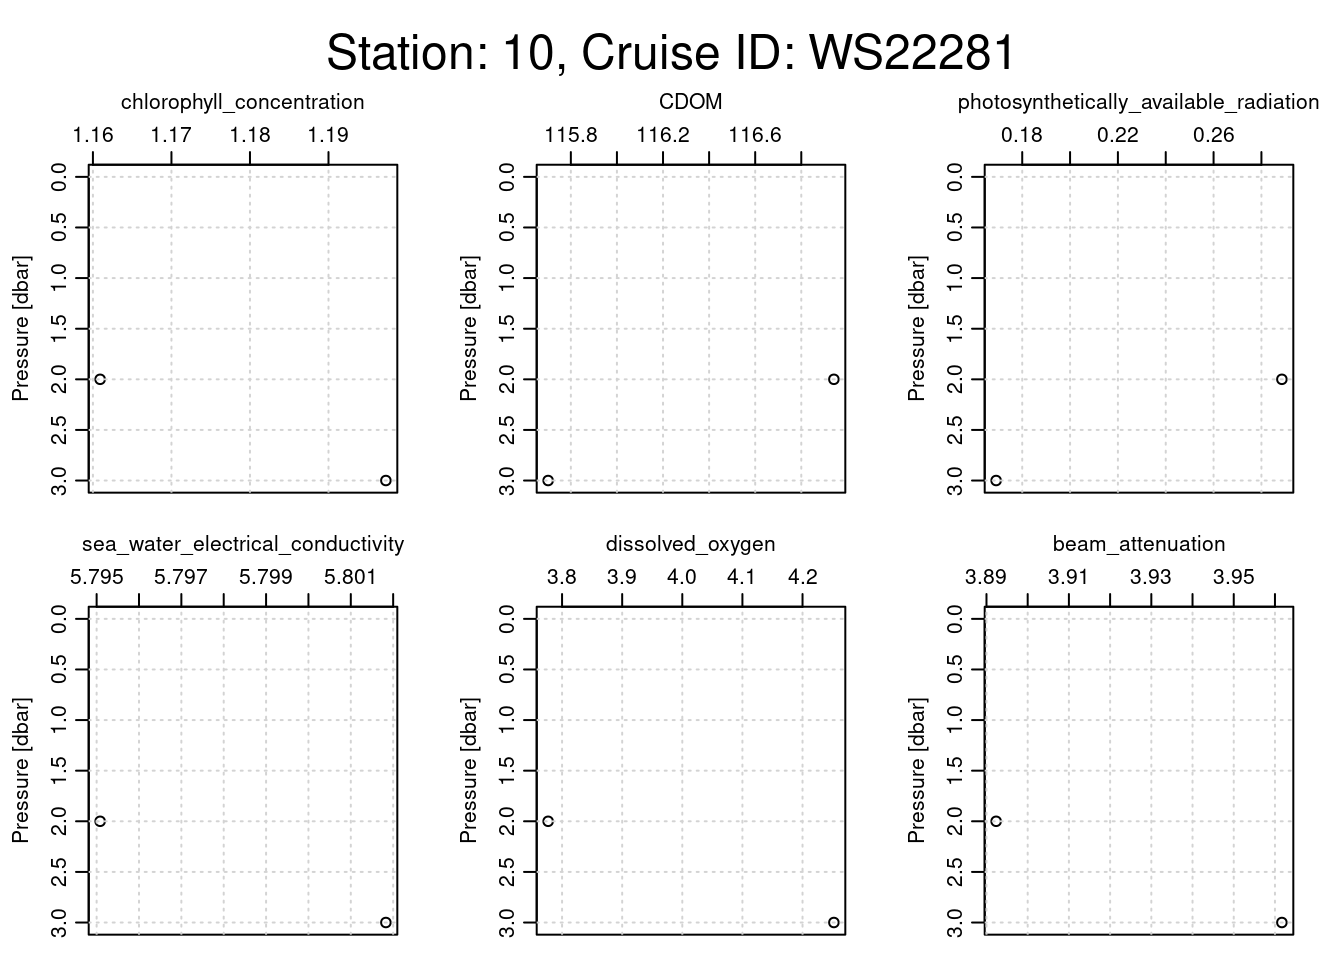 Station: 10, Cruise ID: WS22281
chlorophyll_concentration
1.16 1.17 1.18 1.19
Pressure [dbar]
0.0 0.5 1.0 1.5 2.0 2.5 3.0
CDOM
115.8 116.2 116.6
Pressure [dbar]
0.0 0.5 1.0 1.5 2.0 2.5 3.0
photosynthetically_available_radiation
0.18 0.22 0.26
Pressure [dbar]
0.0 0.5 1.0 1.5 2.0 2.5 3.0
sea_water_electrical_conductivity
5.795 5.797 5.799 5.801
Pressure [dbar]
0.0 0.5 1.0 1.5 2.0 2.5 3.0
dissolved_oxygen
3.8 3.9 4.0 4.1 4.2
Pressure [dbar]
0.0 0.5 1.0 1.5 2.0 2.5 3.0
beam_attenuation
3.89 3.91 3.93 3.95
Pressure [dbar]
0.0 0.5 1.0 1.5 2.0 2.5 3.0